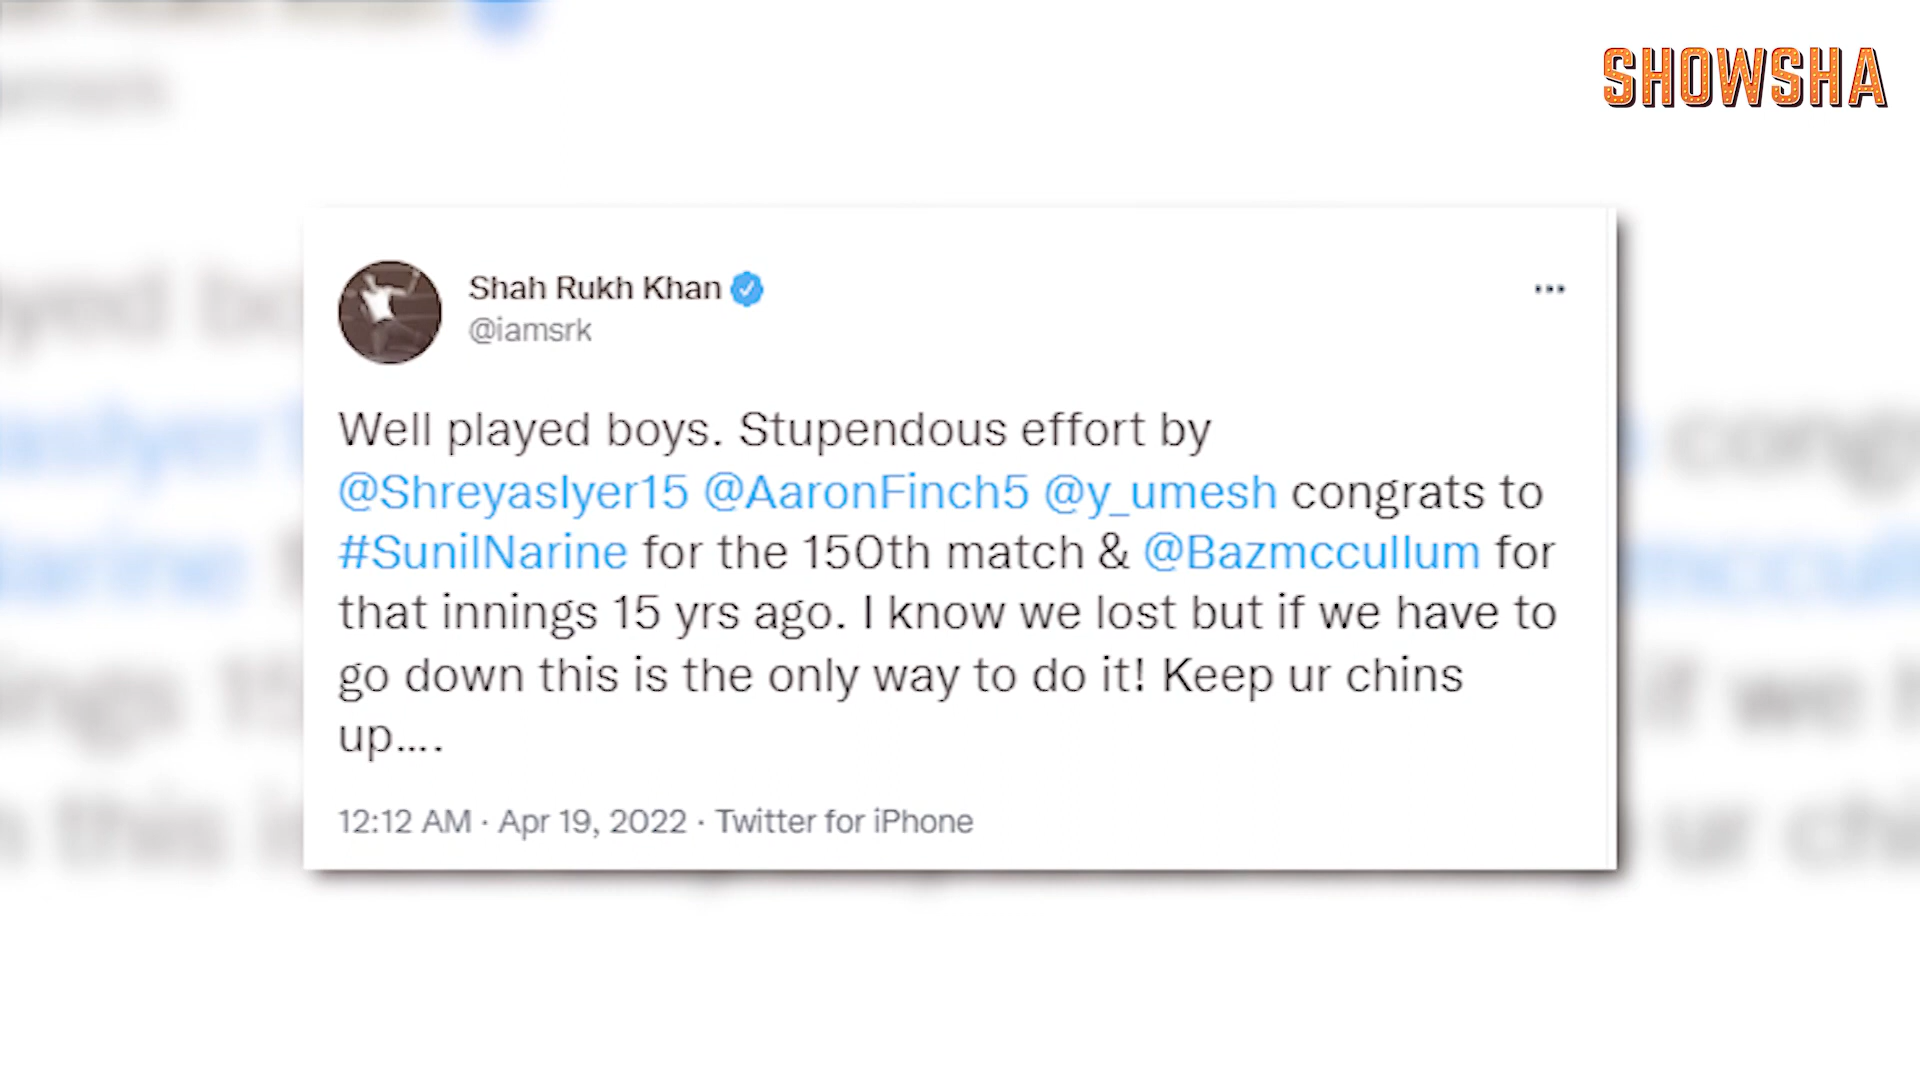 SHOWSHA
Shah Rukh Khan
@iamsrk
Well played boys. Stupendous effort by
@ShreyasIyer15 @AaronFinch5 @y_umesh congrats to
#SunilNarine for the 150th match & @Bazmccullum for
that innings 15 yrs ago. I know we lost but if we have to
go down this is the only way to do it! Keep ur chins
up....
12:12 AM · Apr 19, 2022 · Twitter for iPhone